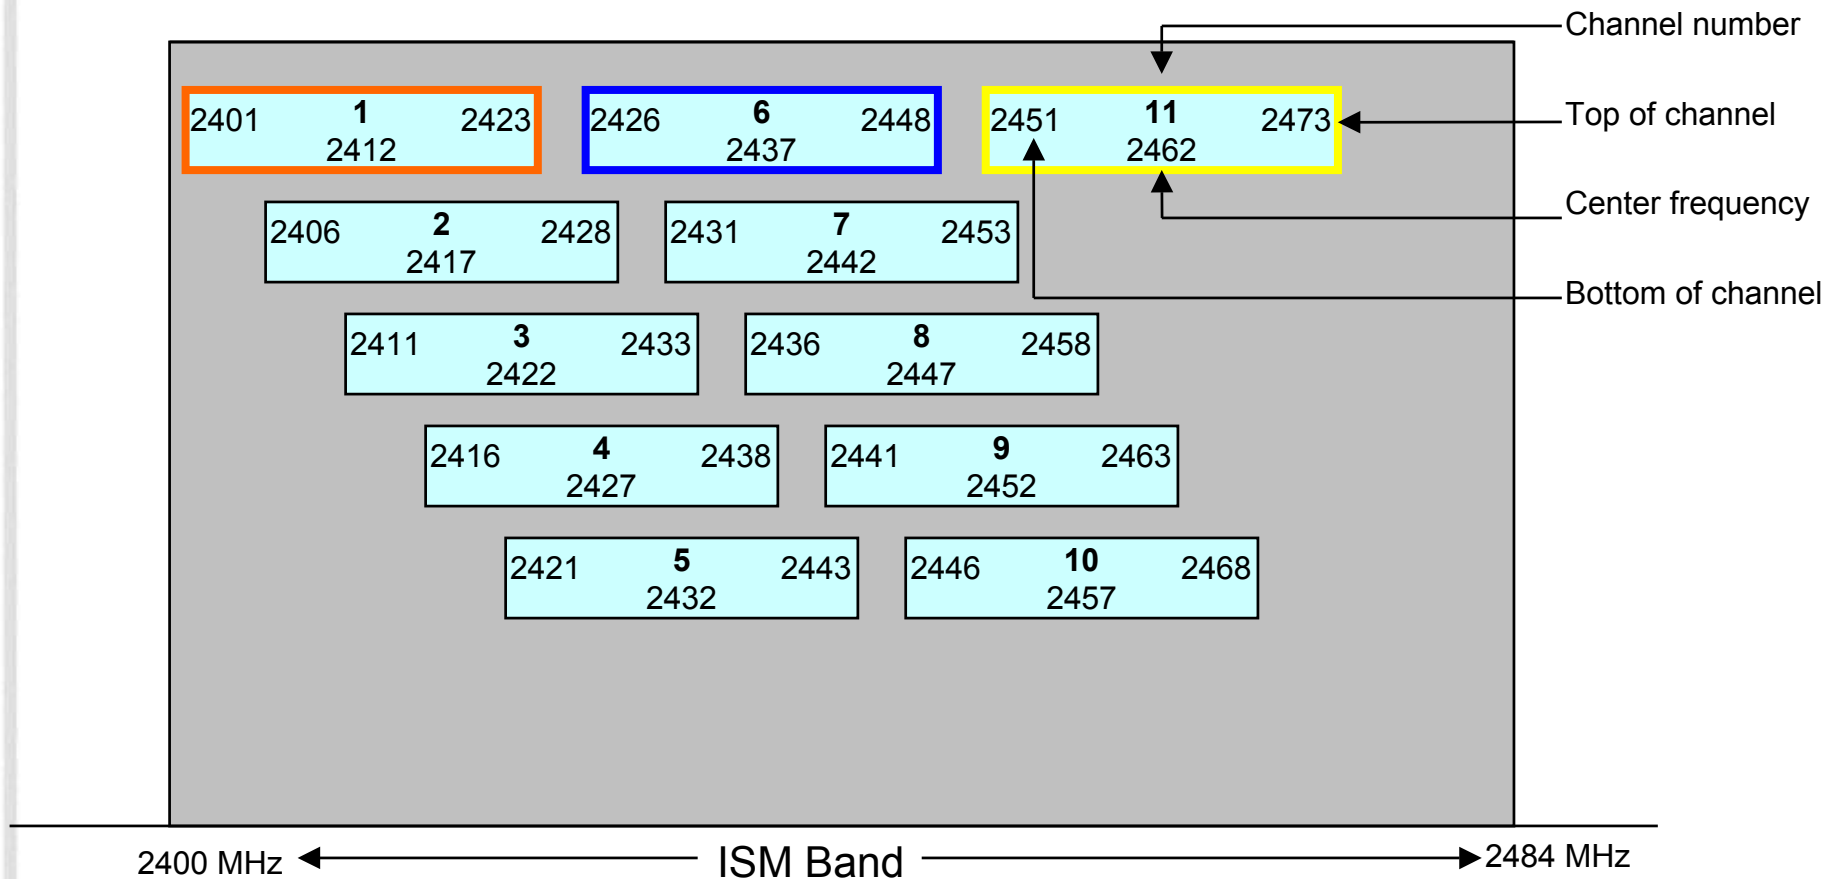 Channel number
2401 1 2423
2412
2426 6 2448
2437
2451 11 2473
2462
Top of channel
2406 2 2428
2417
2431 7 2453
2442
Center frequency
2411 3 2433
2422
2436 8 2458
2447
Bottom of channel
2416 4 2438
2427
2441 9 2463
2452
2421 5 2443
2432
2446 10 2468
2457
2400 MHz ISM Band 2484 MHz